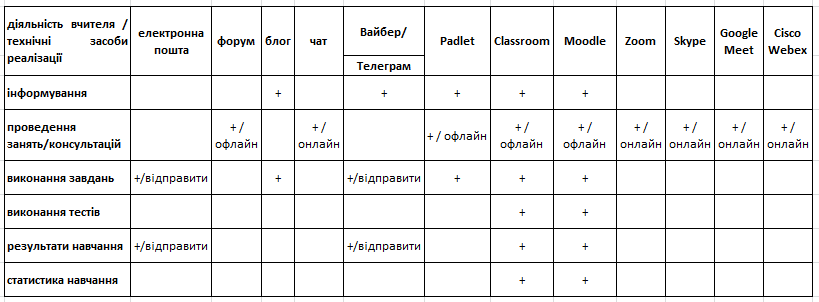 діяльність вчителя /
технічні засоби
реалізації
електронна
пошта
форум
блог
чат
Вайбер/
Телеграм
Padlet
Classroom
Moodle
Zoom
Skype
Google
Meet
Cisco
Webex
інформування
+
+
+
+
+
проведення
занять/консультацій
+ /
офлайн
+ /
онлайн
+ / офлайн
+ /
офлайн
+ /
офлайн
+ /
онлайн
+ /
онлайн
+ /
онлайн
+ /
онлайн
виконання завдань
+/відправити
+
+/відправити
+
+
+
виконання тестів
+
+
результати навчання
+/відправити
+/відправити
+
+
статистика навчання
+
+